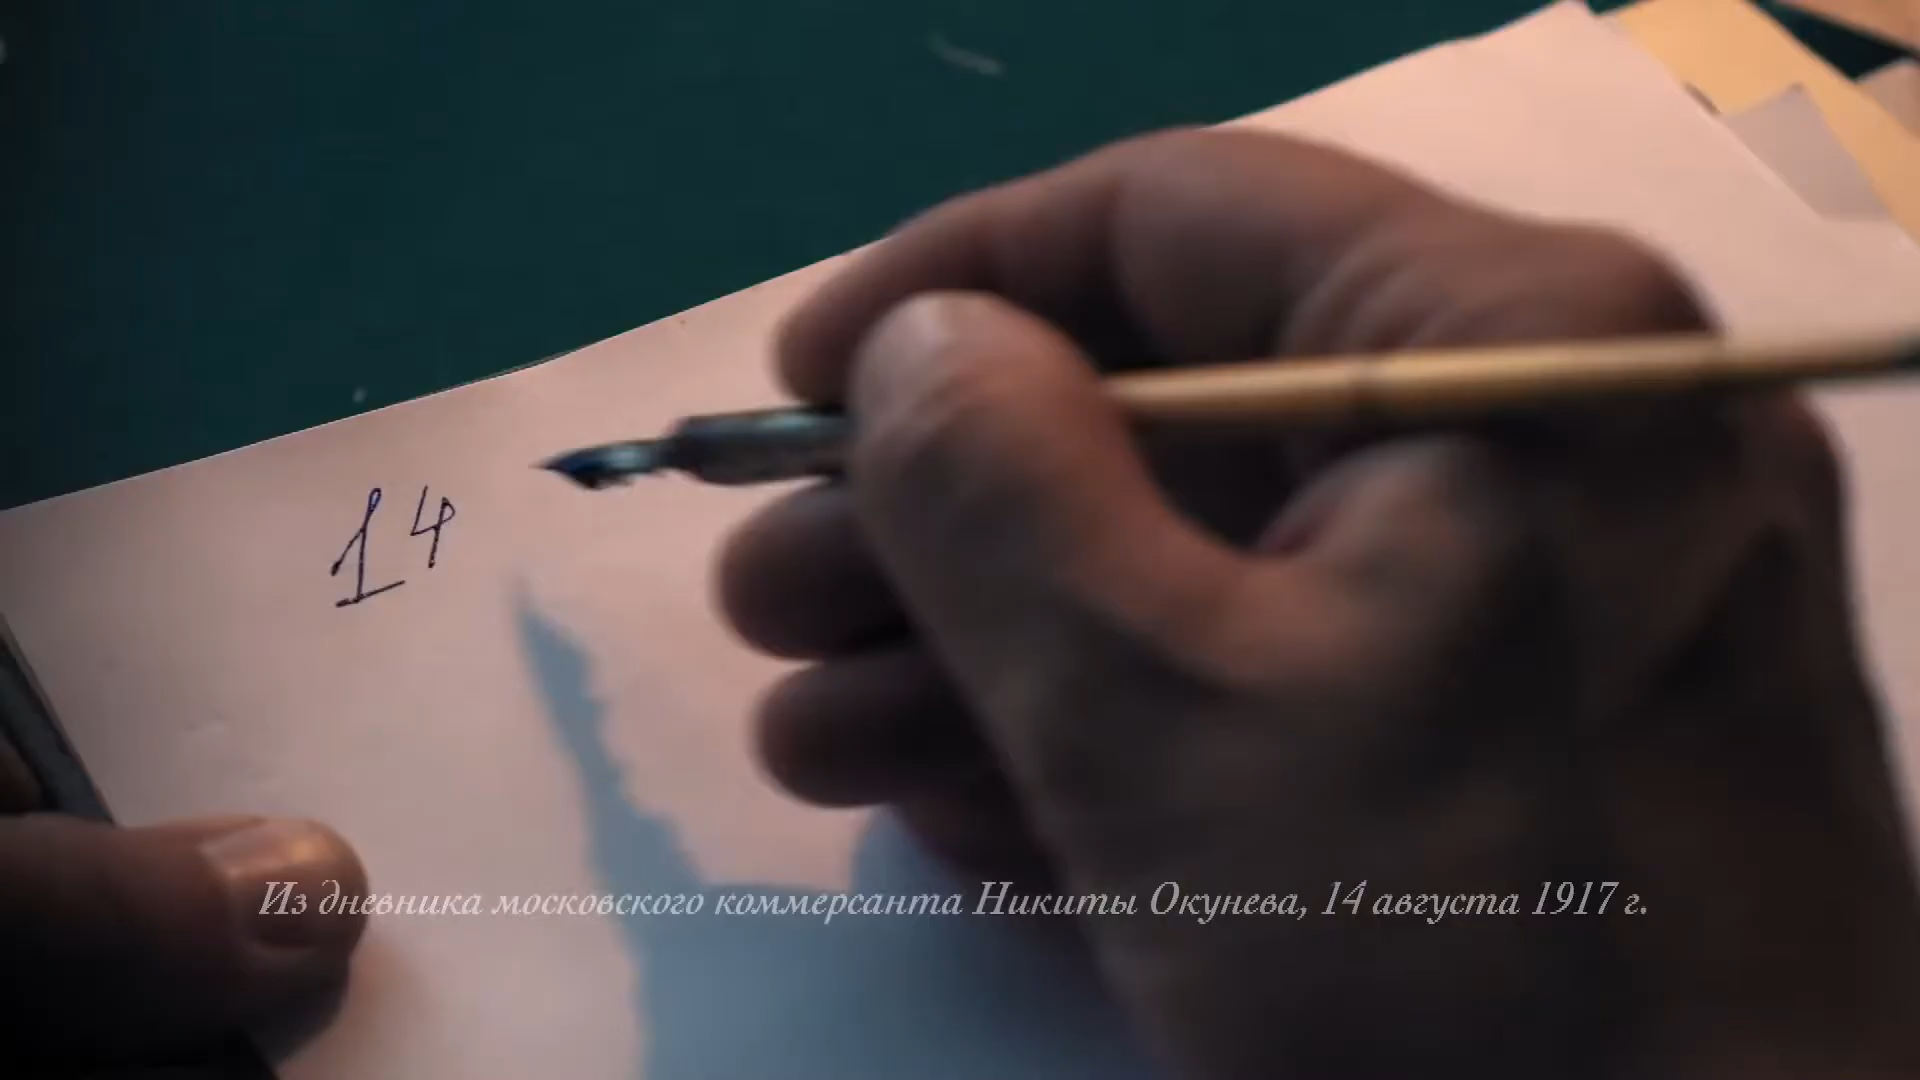 14
Из дневника московского коммерсанта Никиты Окунева, 14 августа 1917 г.